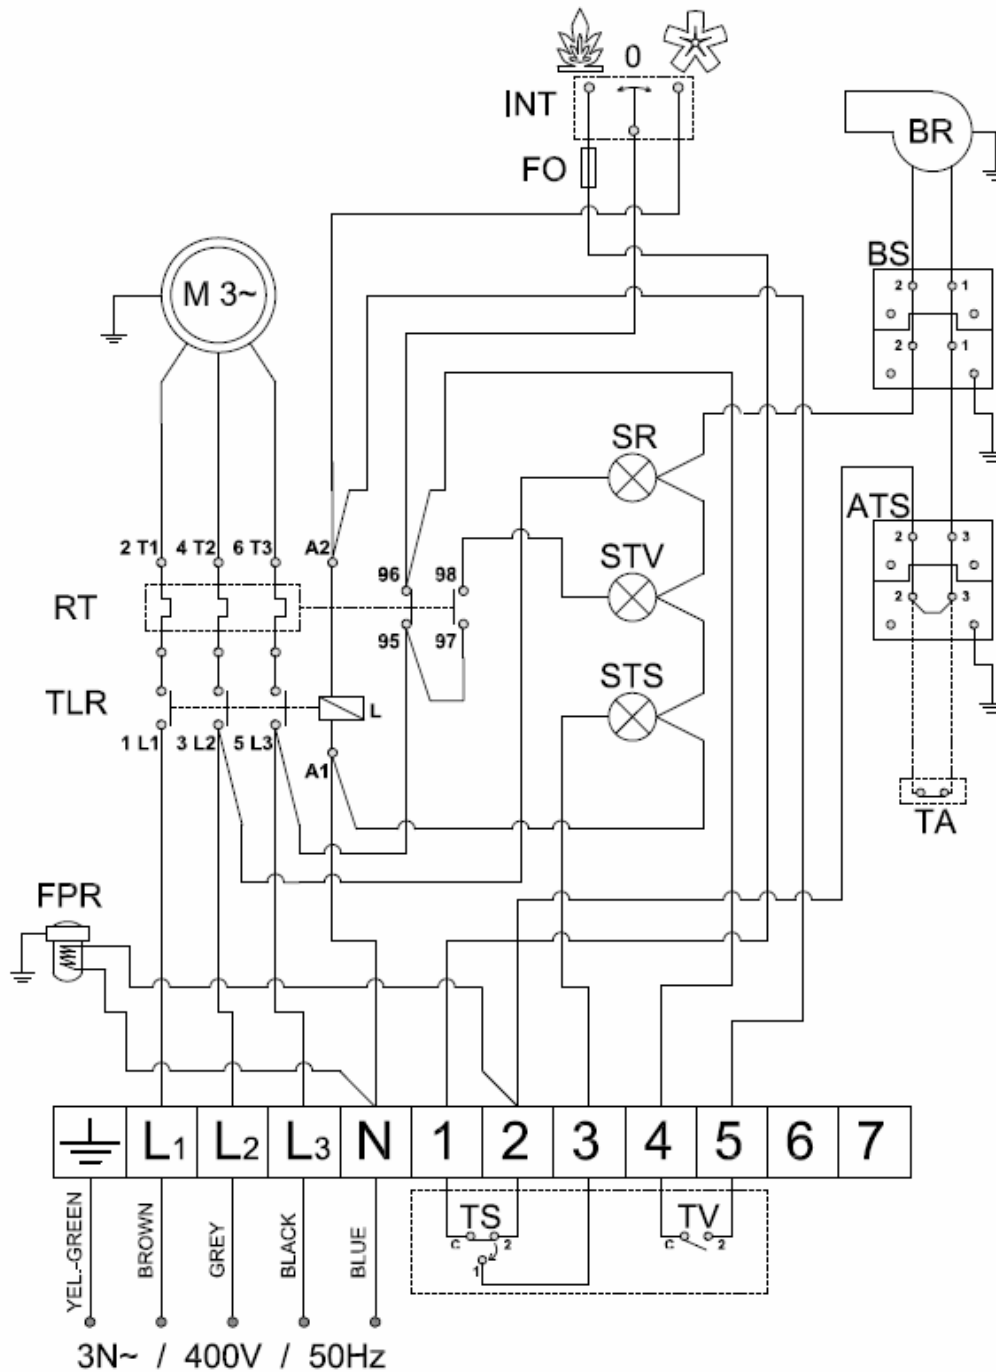 0
INT
FO
BR
BS
2 1
2 1
M 3~
SR
ATS
2 3
2 3
2 T1 4 T2 6 T3 A2
96 98
STV
RT
95 97
STS
TLR
L
1 L1 3 L2 5 L3
A1
TA
FPR
L1 L2 L3 N 1 2 3 4 5 6 7
YEL.-GREEN
BROWN
GREY
BLACK
BLUE
TS
C 2
1
TV
C 2
3N~ / 400V / 50Hz